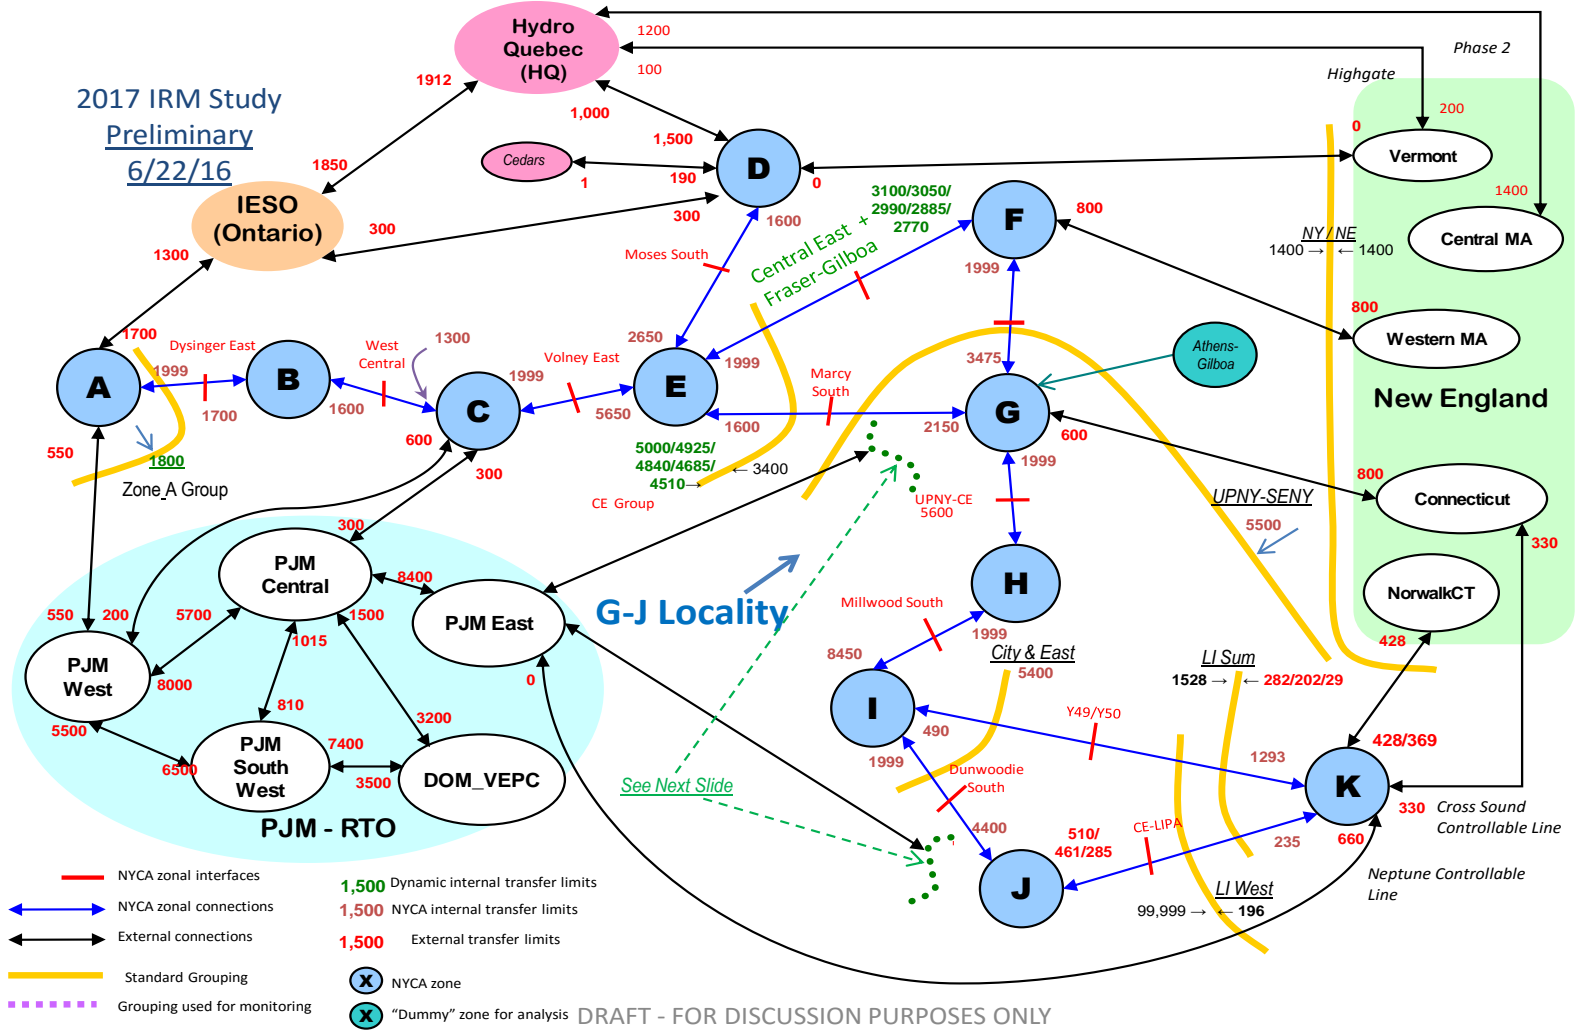 Hydro
Quebec
(HQ)
1200
100
Phase 2
Highgate
1912
2017 IRM Study
Preliminary
6/22/16
1,000
1,500
200
0
Vermont
Cedars
1
190
D
0
1850
IESO
(Ontario)
300
300
1600
3100/3050/
2990/2885/
2770
F
800
1400
Central MA
NY / NE
1400 → ← 1400
1300
Moses South
Central East +
Fraser-Gilboa
1999
800
Western MA
1700
Dysinger East
1999
A
B
1700
West
Central
1300
1600
C
1999
Volney East
2650
E
5650
1999
1600
Marcy
South
3475
G
2150
1999
600
Athens-
Gilboa
New England
550
1800
Zone_A Group
600
300
5000/4925/
4840/4685/
4510→
← 3400
CE Group
UPNY-CE
5600
UPNY-SENY
5500
800
Connecticut
330
300
PJM
Central
8400
PJM East
G-J Locality
H
NorwalkCT
428
550
200
5700
1500
1015
PJM
West
8000
5500
810
6500
PJM
South
West
7400
3500
3200
DOM_VEPC
PJM - RTO
0
Millwood South
1999
8450
City & East
5400
I
490
1999
Y49/Y50
LI Sum
1528 → ← 282/202/29
1293
428/369
K
330
660
Cross Sound
Controllable Line
See Next Slide
Dunwoodie
South
4400
510/
461/285
CE-LIPA
235
J
LI West
99,999 → ← 196
Neptune Controllable
Line
NYCA zonal interfaces
NYCA zonal connections
External connections
Standard Grouping
Grouping used for monitoring
1,500 Dynamic internal transfer limits
1,500 NYCA internal transfer limits
1,500 External transfer limits
X NYCA zone
X “Dummy” zone for analysis
DRAFT - FOR DISCUSSION PURPOSES ONLY